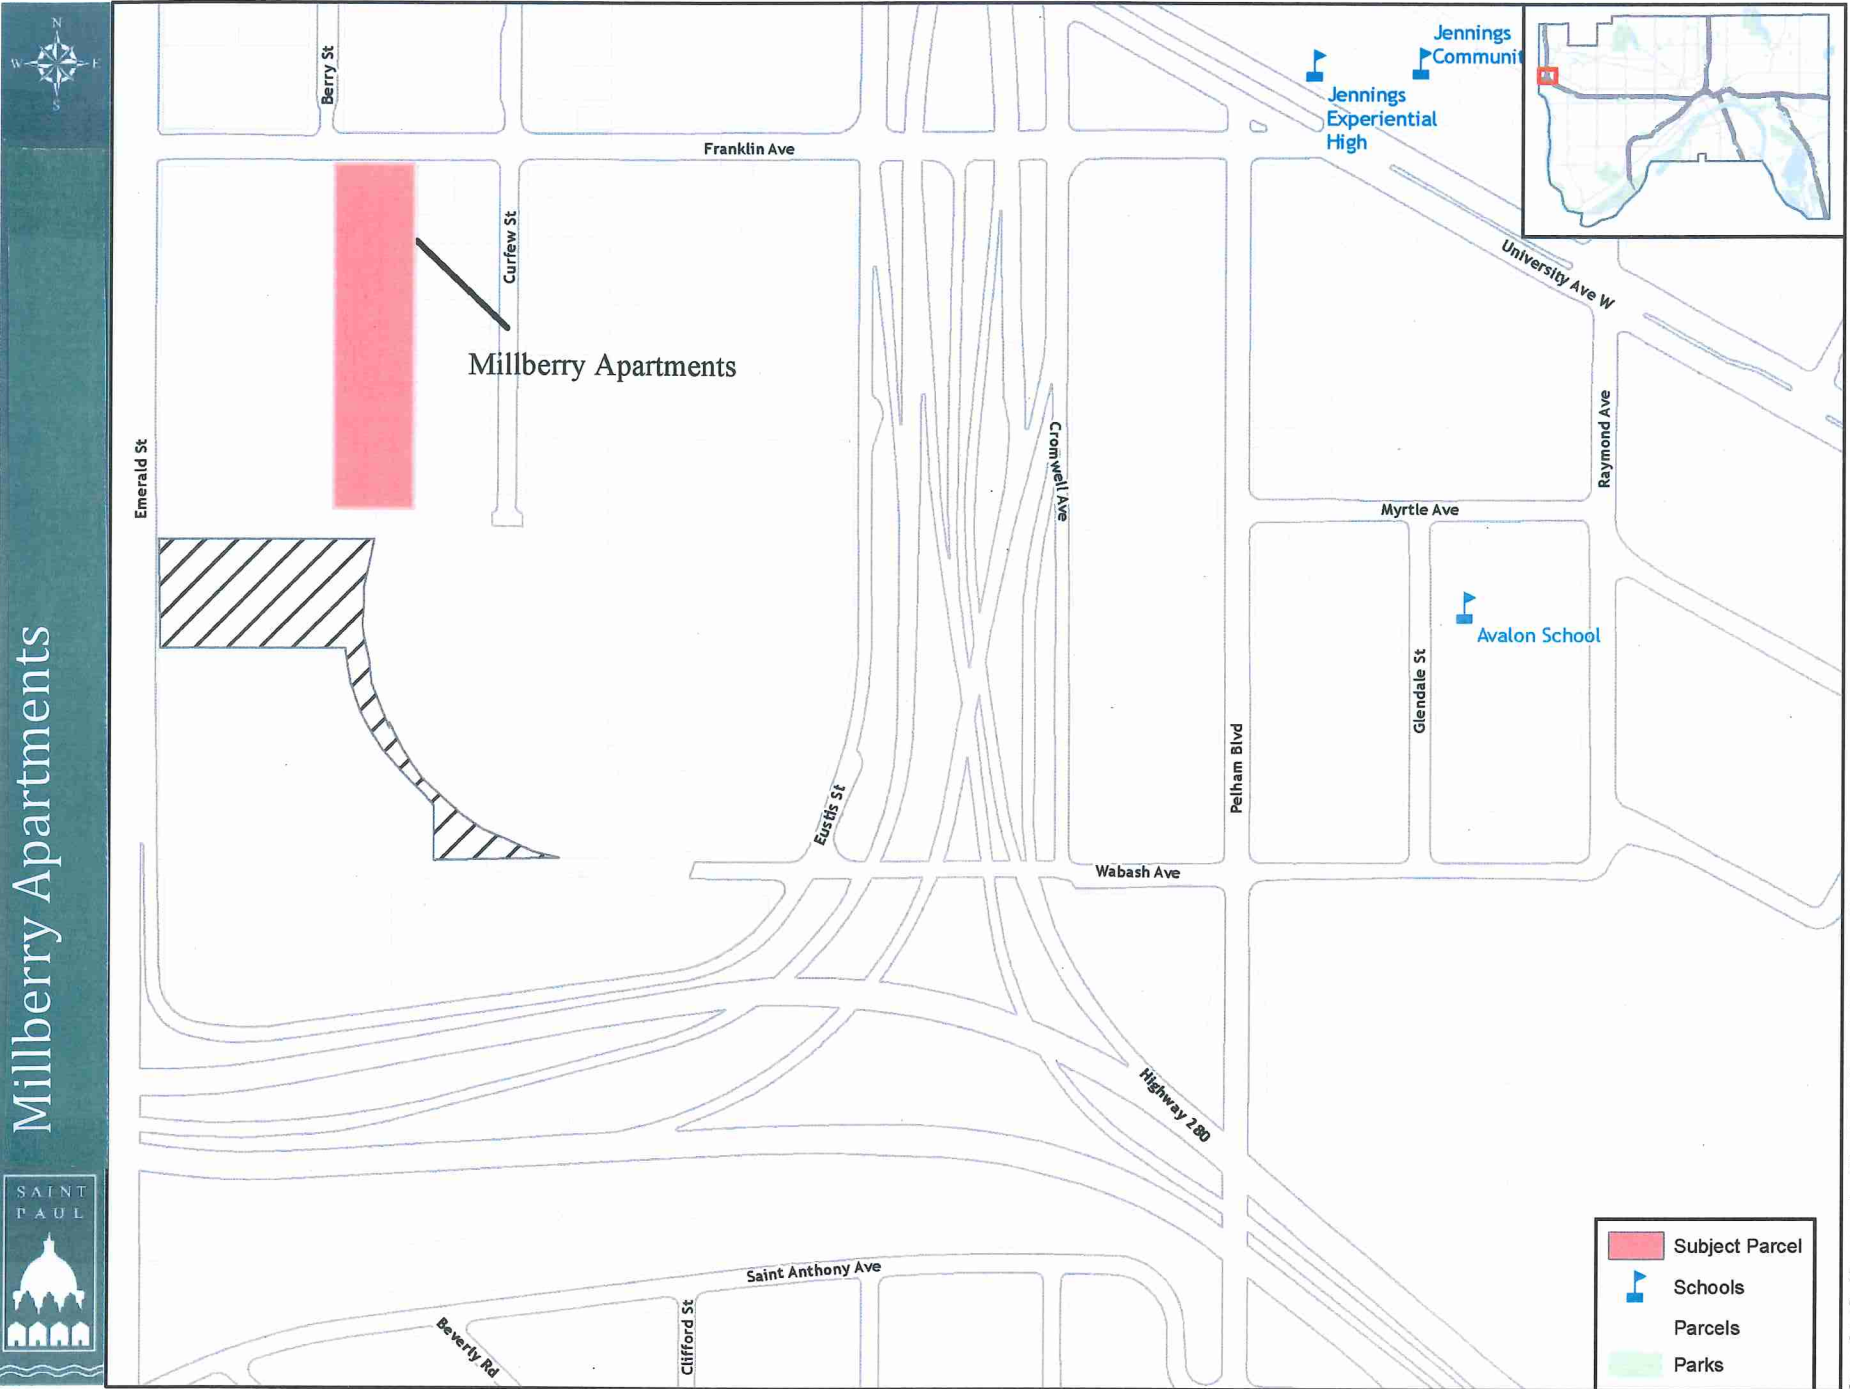 N
W
E
S
Millberry Apartments
SAINT
PAUL
Berry St
Franklin Ave
Curfew St
Emerald St
Millberry Apartments
Jennings
Communit
Jennings
Experiential
High
University Ave W
Raymond Ave
Cromwell Ave
Myrtle Ave
Avalon School
Glendale St
Pelham Blvd
Eustis St
Wabash Ave
Highway 280
Saint Anthony Ave
Beverly Rd
Clifford St
Subject Parcel
Schools
Parcels
Parks